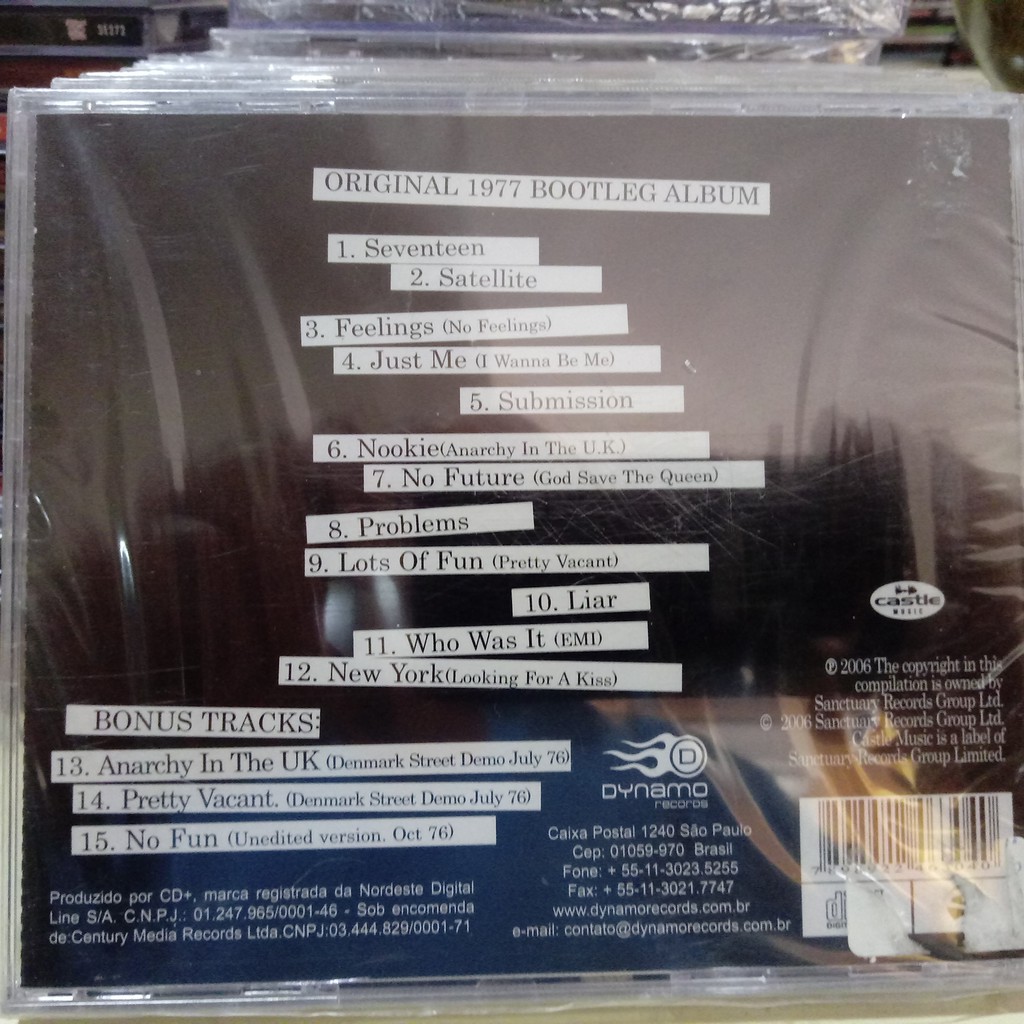 SE273
ORIGINAL 1977 BOOTLEG ALBUM
1. Seventeen
2. Satellite
3. Feelings (No Feelings)
4. Just Me (I Wanna Be Me)
5. Submission
6. Nookie(Anarchy In The U.K.)
7. No Future (God Save The Queen)
8. Problems
9. Lots Of Fun (Pretty Vacant)
10. Liar
11. Who Was It (EMI)
12. New York(Looking For A Kiss)
BONUS TRACKS:
13. Anarchy In The UK (Denmark Street Demo July 76)
14. Pretty Vacant. (Denmark Street Demo July 76)
15. No Fun (Unedited version. Oct 76)
Produzido por CD+, marca registrada da Nordeste Digital
Line S/A. C.N.P.J.: 01.247.965/0001-46 - Sob encomenda
de:Century Media Records Ltda.CNPJ:03.444.829/0001-71
D
DYNAMO
records
Caixa Postal 1240 São Paulo
Cep: 01059-970 Brasil
Fone: + 55-11-3023.5255
Fax: + 55-11-3021.7747
www.dynamorecords.com.br
e-mail: contato@dynamorecords.com.br
castle
MUSIC
℗ 2006 The copyright in this
compilation is owned by
Sanctuary Records Group Ltd.
© 2006 Sanctuary Records Group Ltd.
Castle Music is a label of
Sanctuary Records Group Limited.